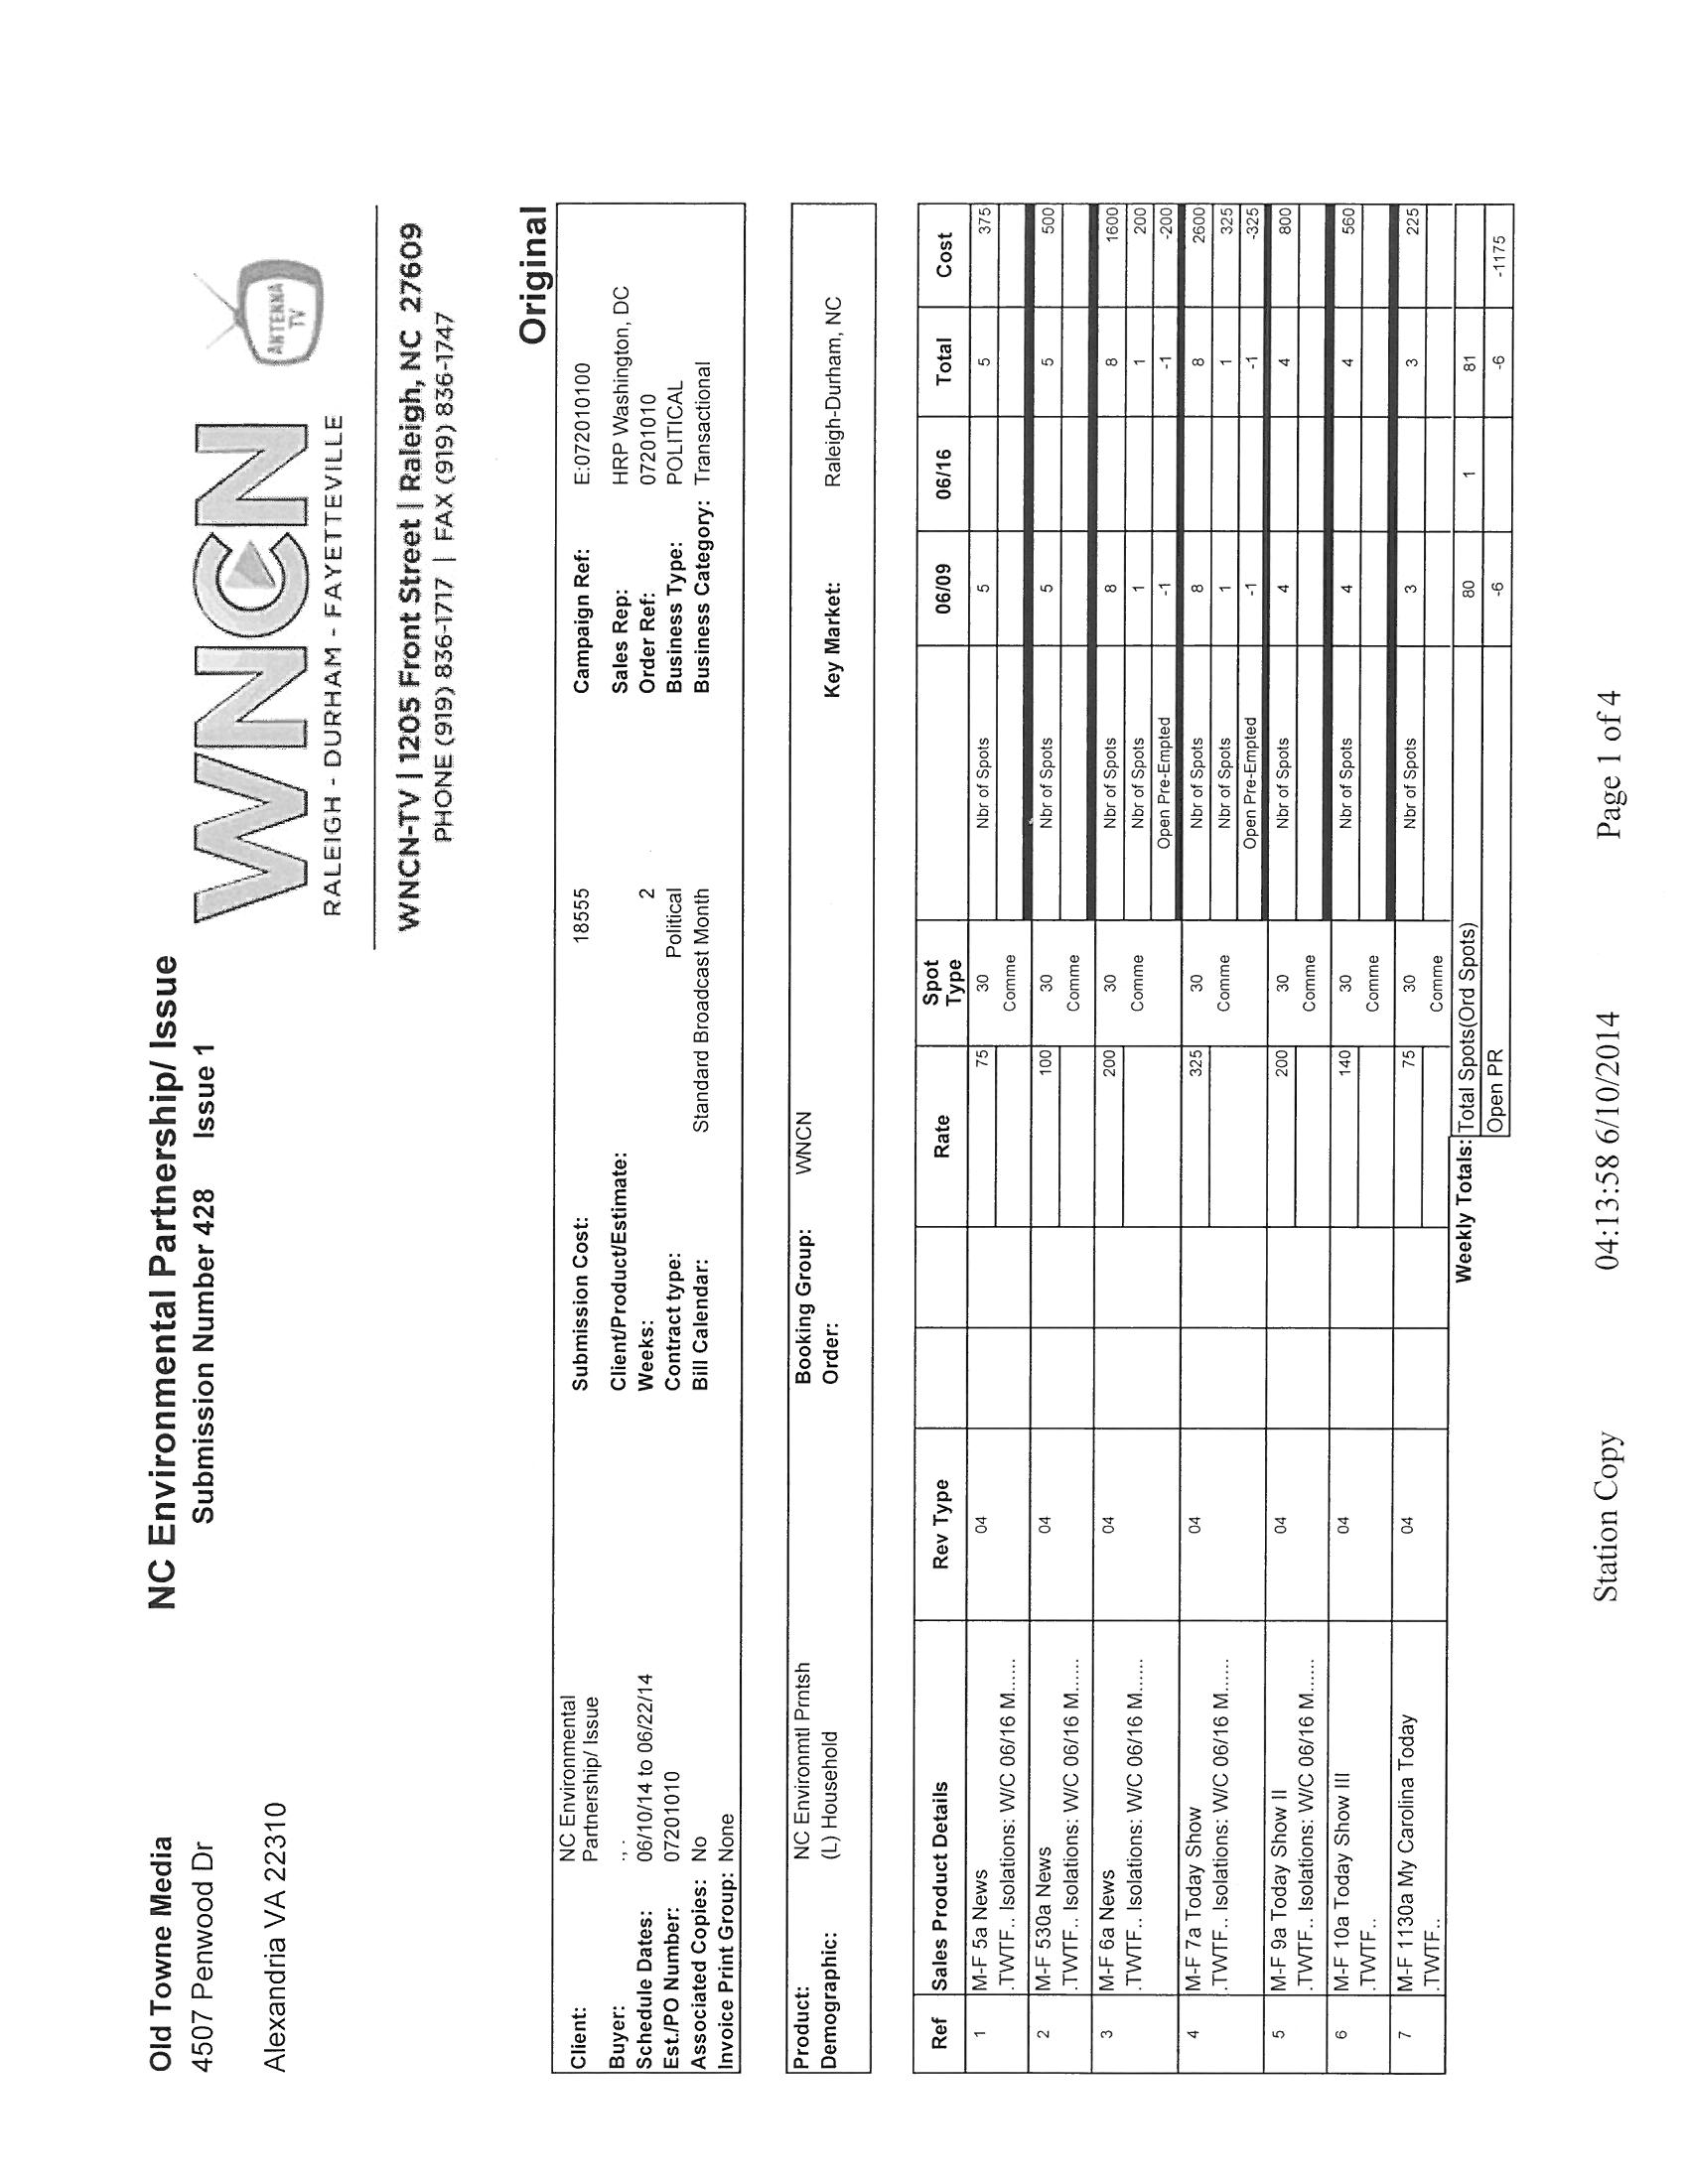 Old Towne Media
4507 Penwood Dr
Alexandria VA 22310
NC Environmental Partnership/ Issue
Submission Number 428 Issue 1
WNCN
RALEIGH - DURHAM - FAYETTEVILLE
ANTENNA
TV
WNCN-TV | 1205 Front Street | Raleigh, NC 27609
PHONE (919) 836-1717 | FAX (919) 836-1747
Original
Client: NC Environmental Partnership/ Issue Submission Cost: 18555 Campaign Ref: E:072010100
Buyer: ., . Client/Product/Estimate: Sales Rep: HRP Washington, DC
Schedule Dates: 06/10/14 to 06/22/14 Weeks: 2 Order Ref: 07201010
Est./PO Number: 07201010 Contract type: Political Business Type: POLITICAL
Associated Copies: No Bill Calendar: Standard Broadcast Month Business Category: Transactional
Invoice Print Group: None
Product: NC Environmtl Prntsh Booking Group: WNCN
Demographic: (L) Household Order: Key Market: Raleigh-Durham, NC
Ref Sales Product Details Rev Type Rate Spot Type 06/09 06/16 Total Cost
1 M-F 5a News 04 75 30 Nbr of Spots 5 5 375
.TWTF.. Isolations: W/C 06/16 M...... Comme
2 M-F 530a News 04 100 30 Nbr of Spots 5 5 500
.TWTF.. Isolations: W/C 06/16 M...... Comme
3 M-F 6a News 04 200 30 Nbr of Spots 8 8 1600
.TWTF.. Isolations: W/C 06/16 M...... Comme Nbr of Spots 1 1 200
Open Pre-Empted -1 -1 -200
4 M-F 7a Today Show 04 325 30 Nbr of Spots 8 8 2600
.TWTF.. Isolations: W/C 06/16 M...... Comme Nbr of Spots 1 1 325
Open Pre-Empted -1 -1 -325
5 M-F 9a Today Show II 04 200 30 Nbr of Spots 4 4 800
.TWTF.. Isolations: W/C 06/16 M...... Comme
6 M-F 10a Today Show III 04 140 30 Nbr of Spots 4 4 560
.TWTF.. Comme
7 M-F 1130a My Carolina Today 04 75 30 Nbr of Spots 3 3 225
.TWTF.. Comme
Weekly Totals: Total Spots(Ord Spots) 80 1 81
Open PR -6 -6 -1175
Station Copy 04:13:58 6/10/2014 Page 1 of 4